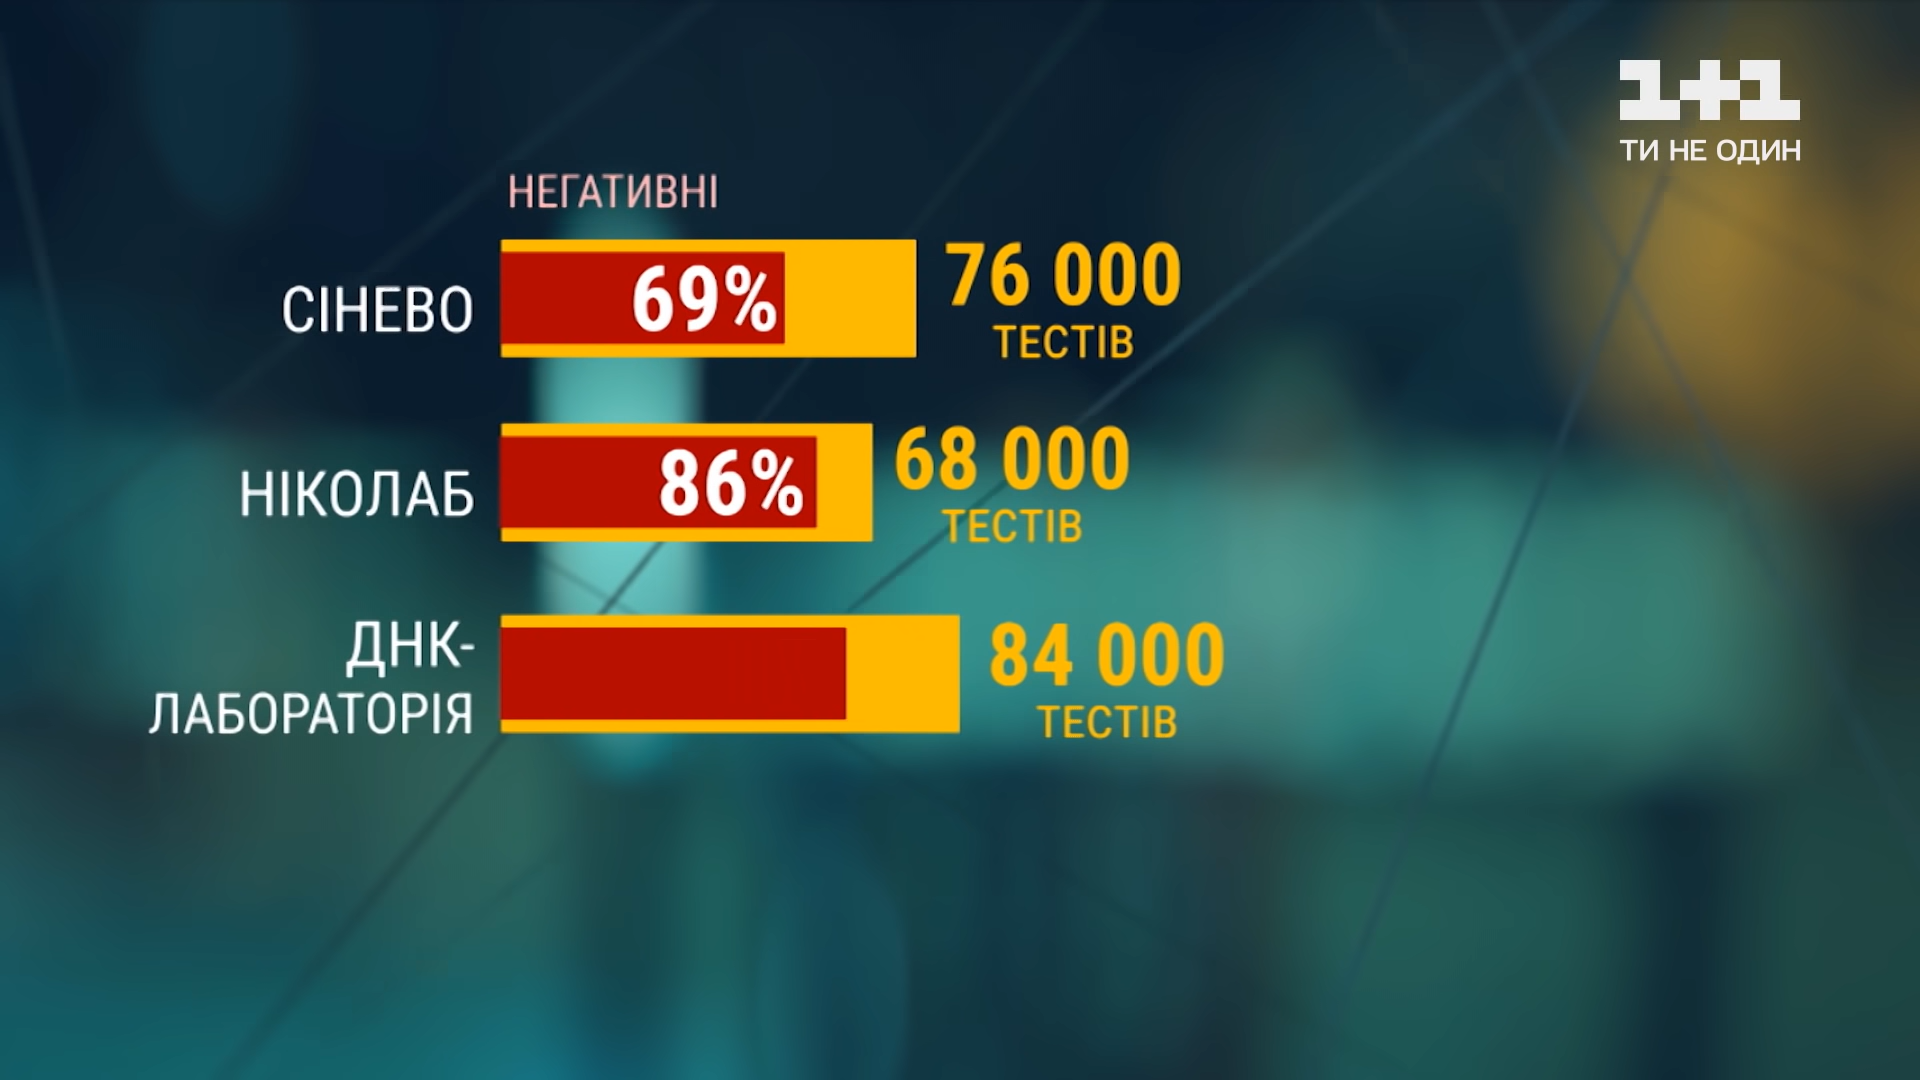 1+1
ТИ НЕ ОДИН
НЕГАТИВНІ
СІНЕВО
69%
76 000
ТЕСТІВ
НІКОЛАБ
86%
68 000
ТЕСТІВ
ДНК-
ЛАБОРАТОРІЯ
84 000
ТЕСТІВ